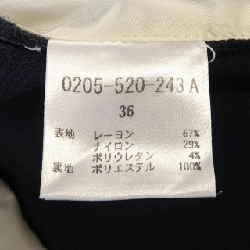 0205-520-243 A
36
表地 レーヨン 67%
ナイロン 29%
ポリウレタン 4%
裏地 ポリエステル 100%